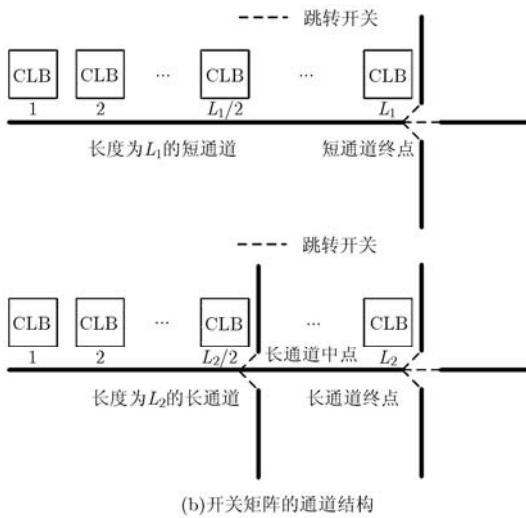 跳转开关
CLB CLB ... CLB ... CLB
1 2 L₁/2 L₁
长度为L₁的短通道 短通道终点
跳转开关
CLB CLB ... CLB ... CLB
长通道中点
1 2 L₂/2 L₂
长度为L₂的长通道 长通道终点
(b)开关矩阵的通道结构